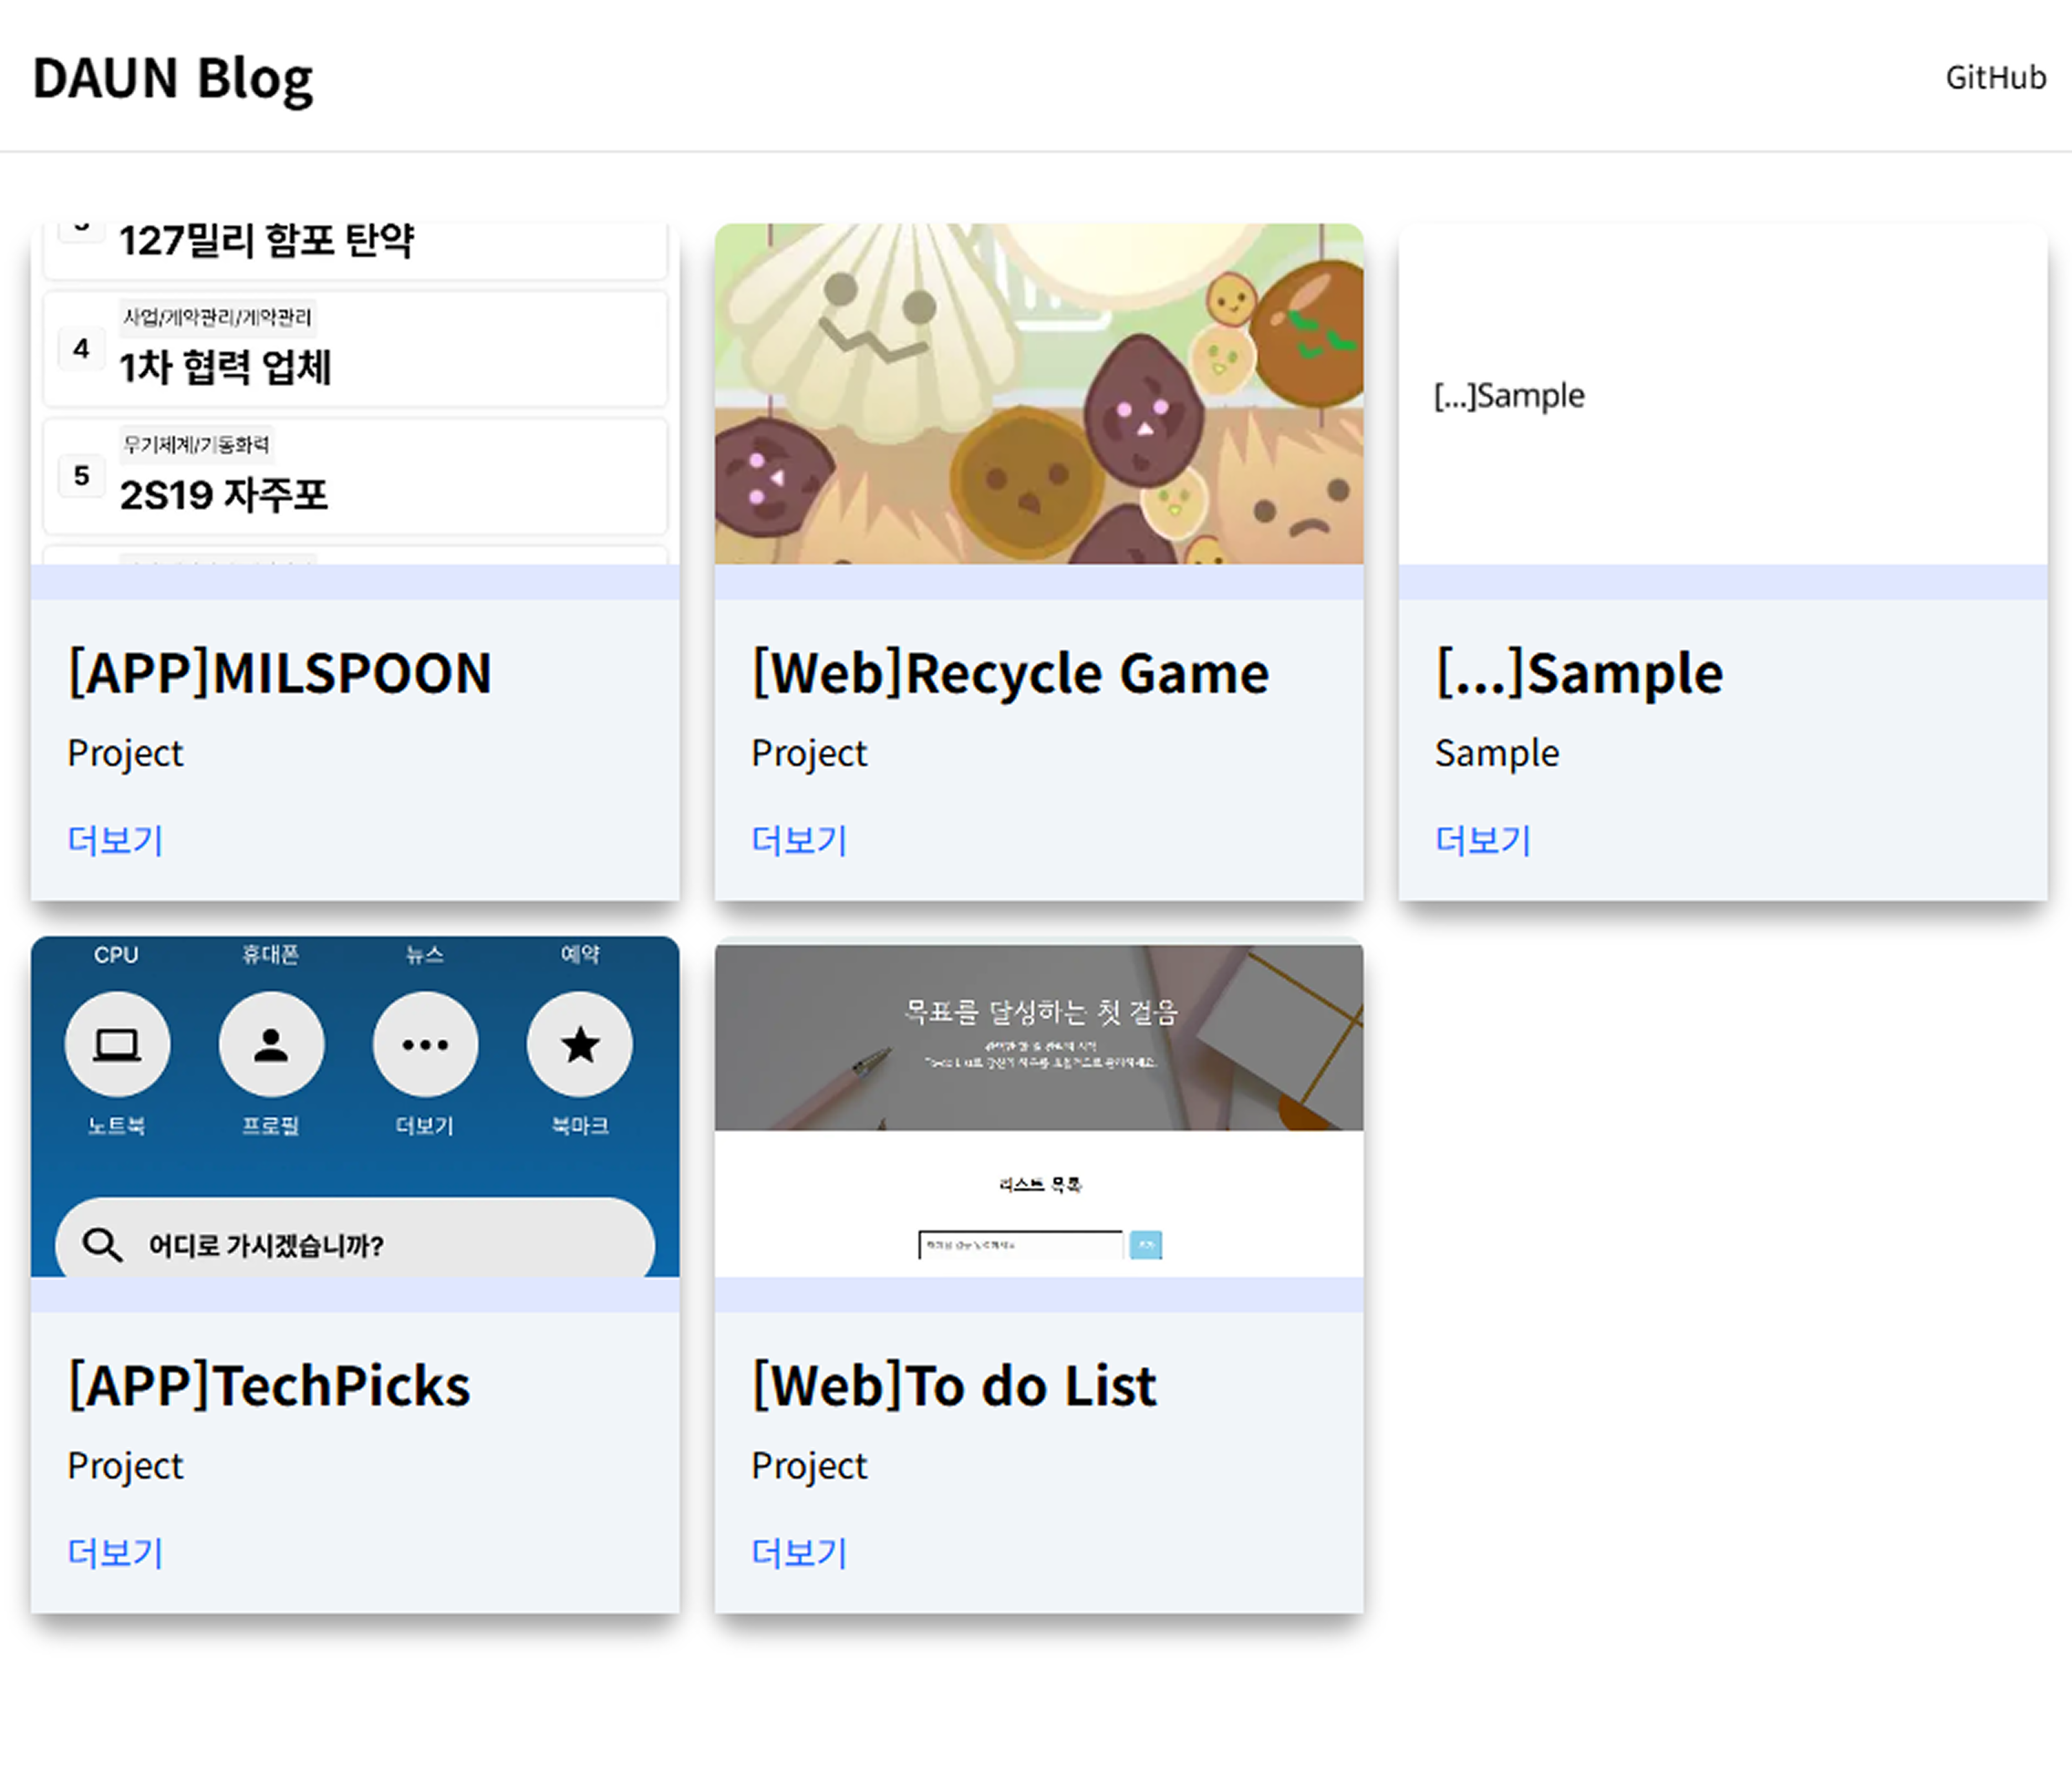 DAUN Blog
GitHub
127밀리 함포 탄약
사업/계약관리/계약관리
4
1차 협력 업체
무기체계/기동화력
5
2S19 자주포
[APP]MILSPOON
Project
더보기
[Web]Recycle Game
Project
더보기
[...]Sample
[...]Sample
Sample
더보기
CPU
휴대폰
뉴스
예약
노트북
프로필
더보기
북마크
어디로 가시겠습니까?
[APP]TechPicks
Project
더보기
목표를 달성하는 첫 걸음
리스트 목록
[Web]To do List
Project
더보기